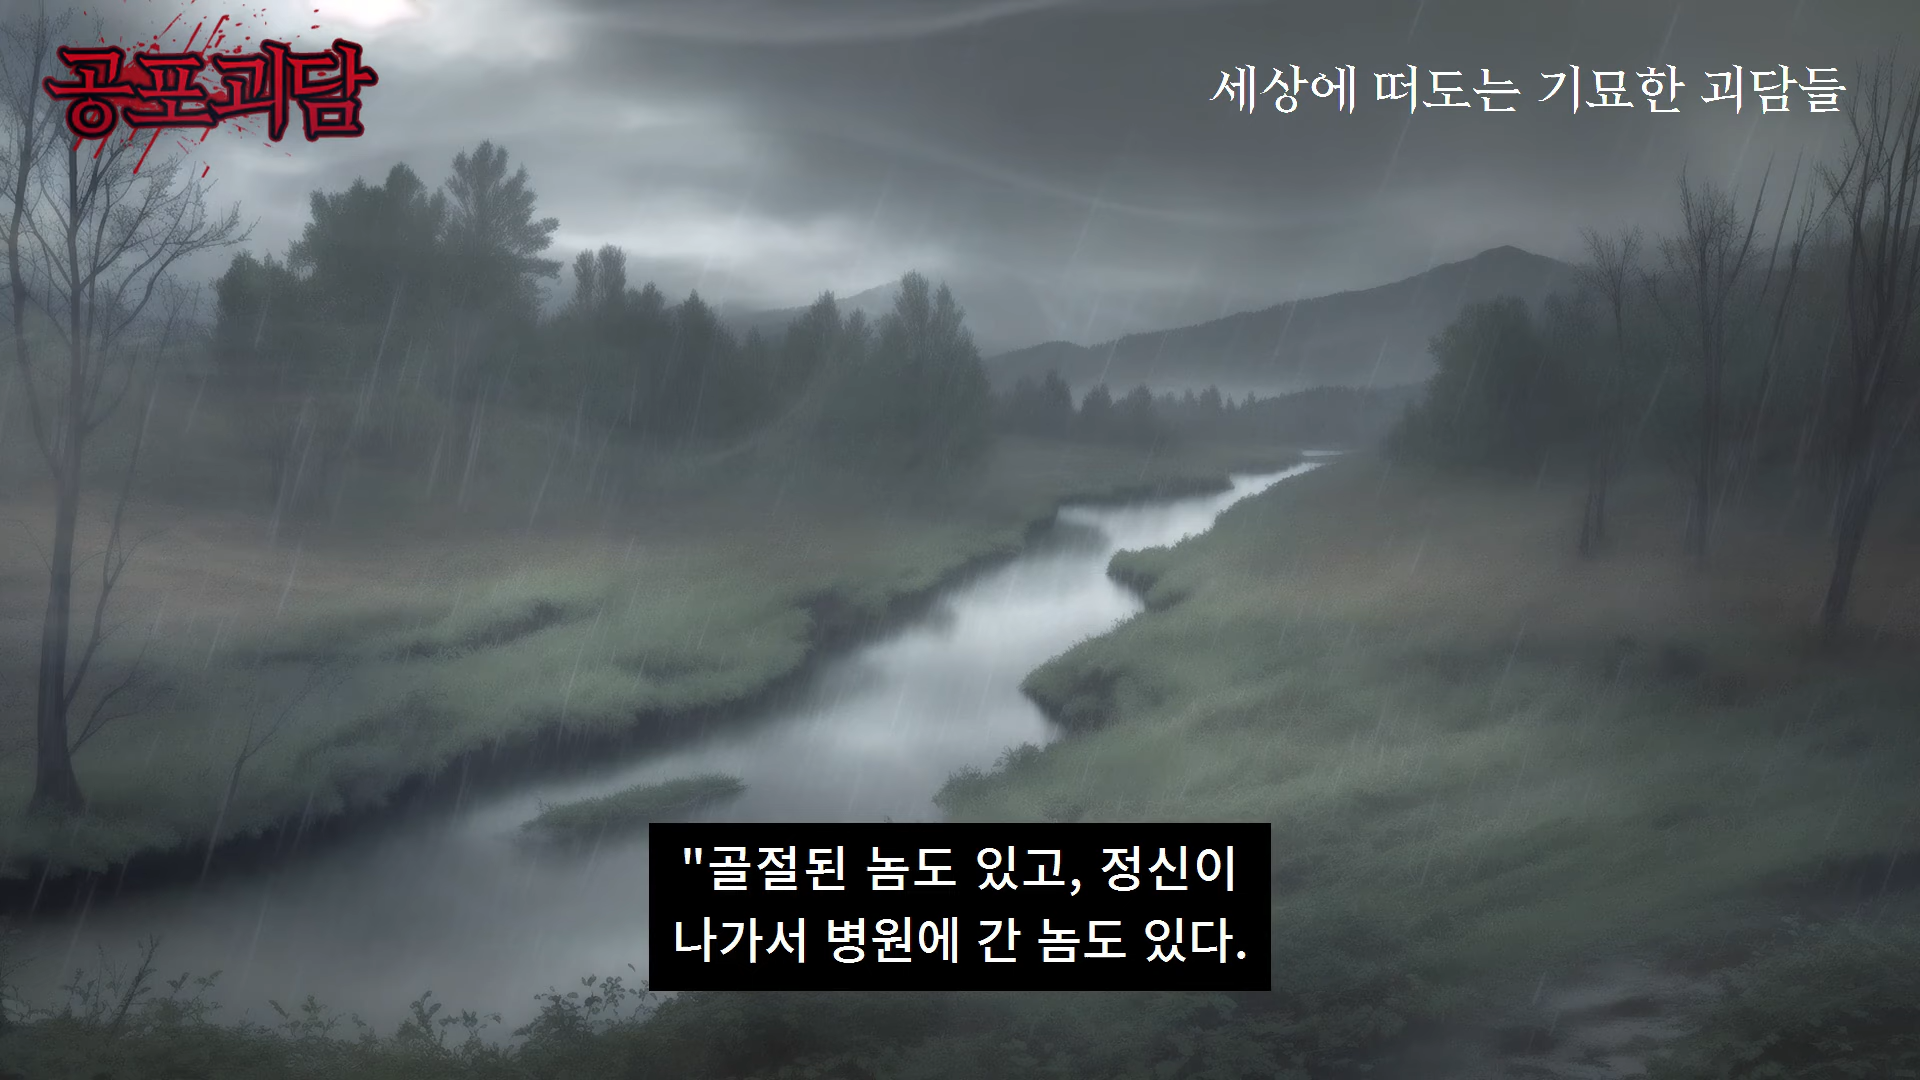 공포괴담
세상에 떠도는 기묘한 괴담들
"골절된 놈도 있고, 정신이
나가서 병원에 간 놈도 있다.